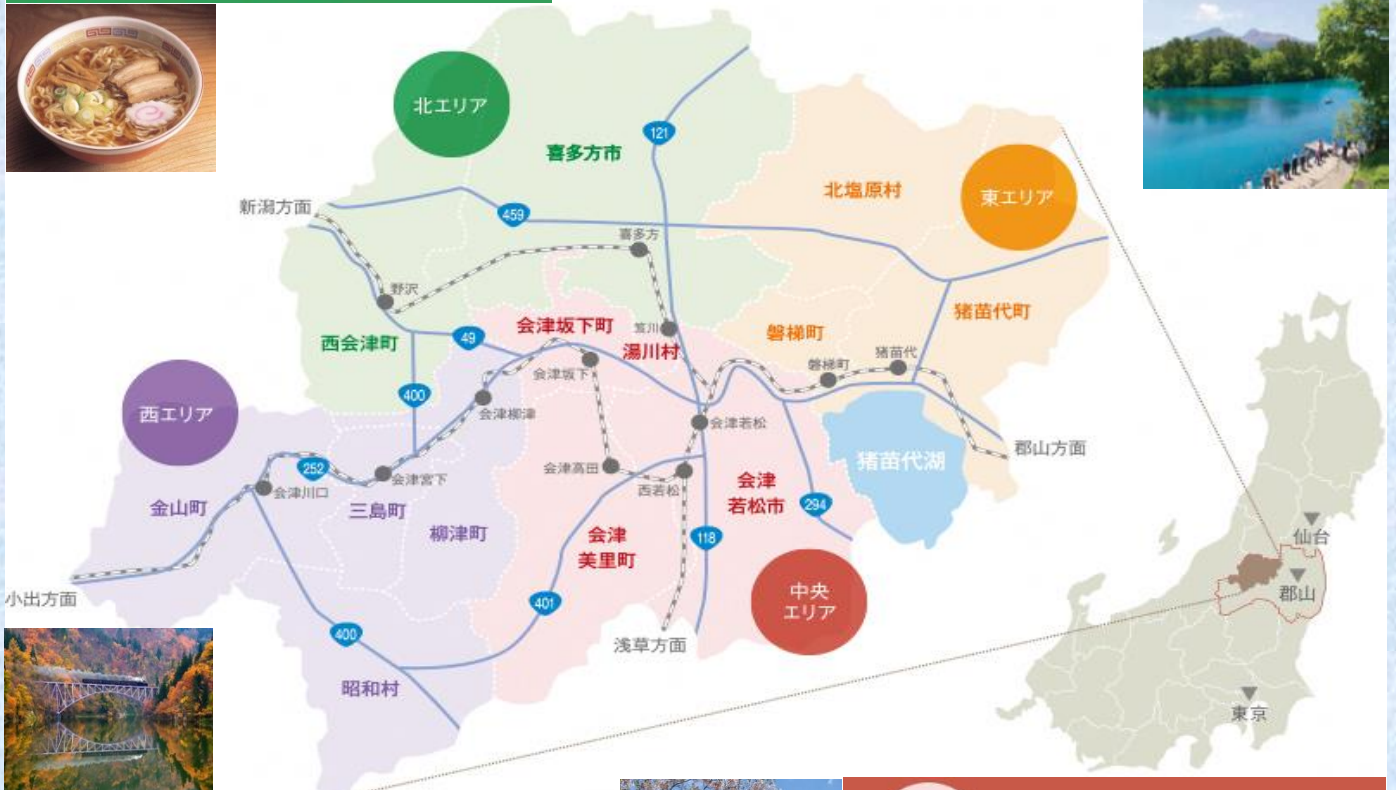 北エリア
喜多方市
121
北塩原村
東エリア
新潟方面
459
喜多方
野沢
猪苗代町
会津坂下町
笈川
磐梯町
西会津町
49
湯川村
猪苗代
会津坂下
磐梯町
400
西エリア
会津柳津
会津若松
郡山方面
猪苗代湖
252
会津宮下
会津高田
会津川口
西若松
会津
若松市
294
金山町
三島町
柳津町
会津
美里町
118
仙台
小出方面
401
中央
エリア
郡山
400
浅草方面
昭和村
東京